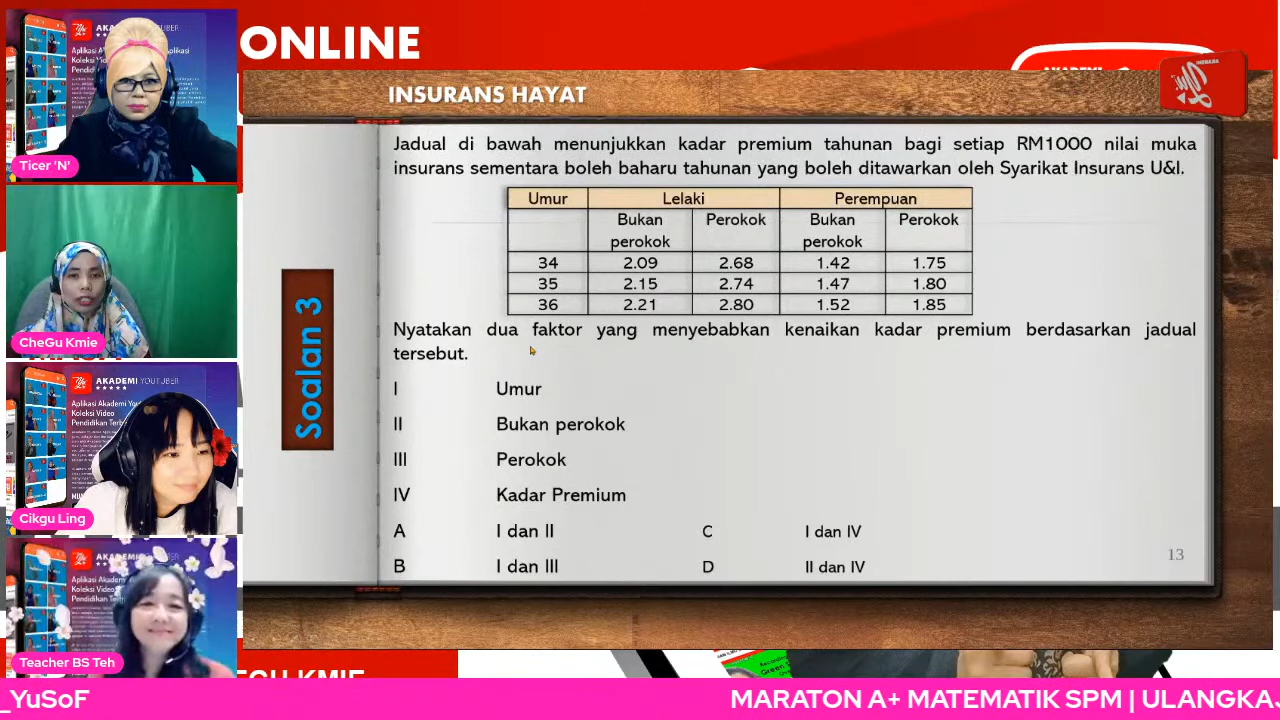 ONLINE
INSURANS HAYAT
Jadual di bawah menunjukkan kadar premium tahunan bagi setiap RM1000 nilai muka
insurans sementara boleh baharu tahunan yang boleh ditawarkan oleh Syarikat Insurans U&I.
Umur Lelaki Perempuan
Bukan perokok Perokok Bukan perokok Perokok
34 2.09 2.68 1.42 1.75
35 2.15 2.74 1.47 1.80
36 2.21 2.80 1.52 1.85
Nyatakan dua faktor yang menyebabkan kenaikan kadar premium berdasarkan jadual
tersebut.
I Umur
II Bukan perokok
III Perokok
IV Kadar Premium
A I dan II C I dan IV
B I dan III D II dan IV
13
Soalan 3
Ticer 'N'
CheGu Kmie
AKADEMI YOUTUBER
Koleksi Video
Cikgu Ling
Teacher BS Teh
_YuSoF
MARATON A+ MATEMATIK SPM | ULANGKAJ